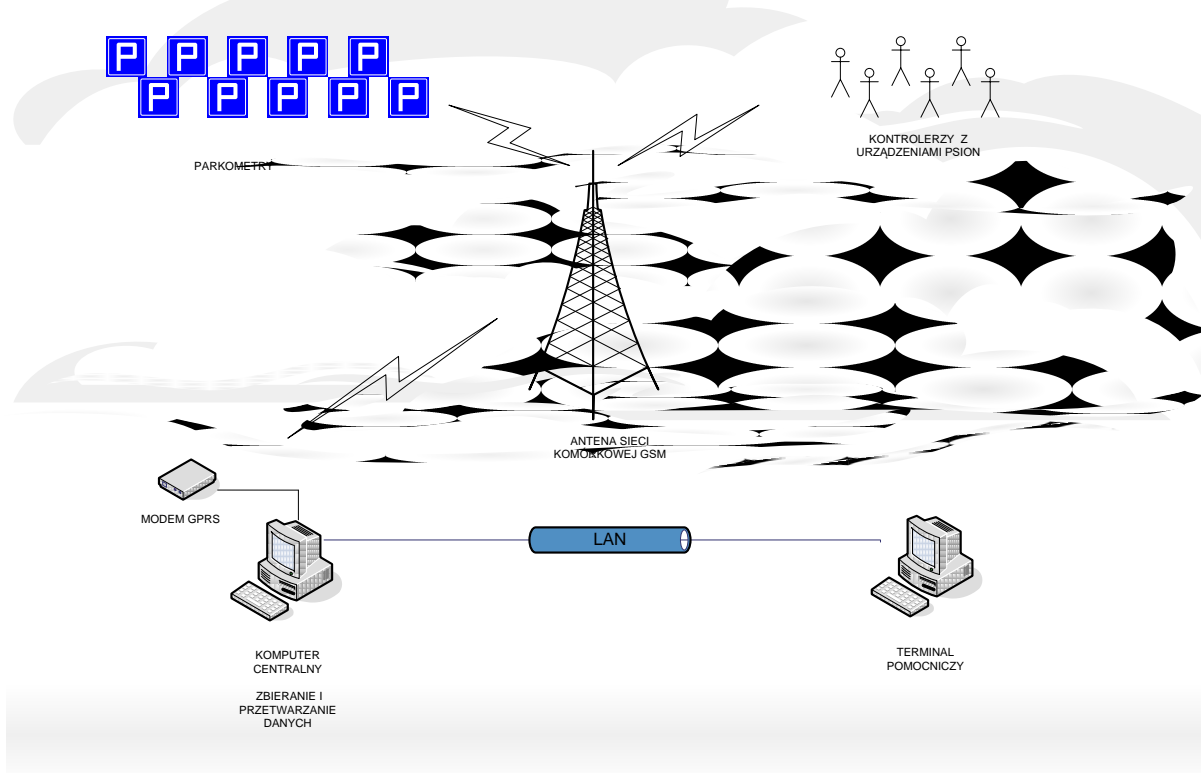 P P P P P
P P P P P
PARKOMETRY
KONTROLERZY Z
URZĄDZENIAMI PSION
ANTENA SIECI
KOMÓRKOWEJ GSM
MODEM GPRS
LAN
KOMPUTER
CENTRALNY
ZBIERANIE I
PRZETWARZANIE
DANYCH
TERMINAL
POMOCNICZY